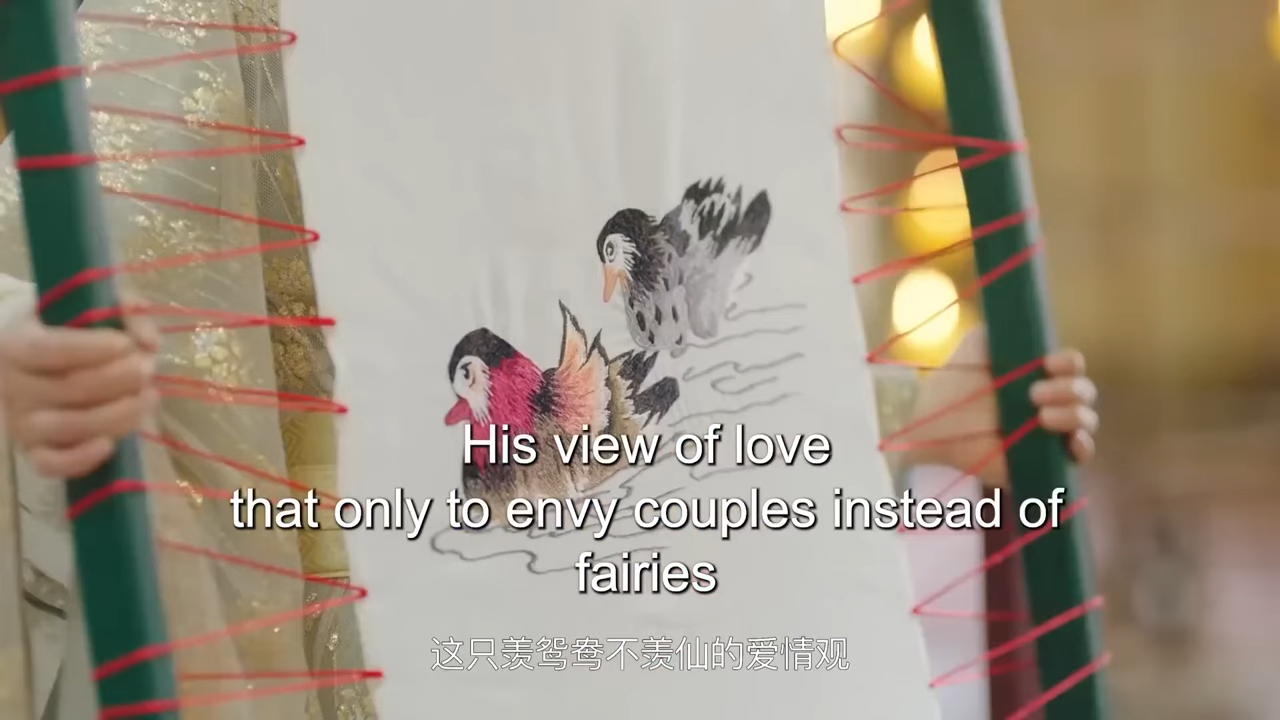 His view of love
that only to envy couples instead of
fairies
这只羡鸳鸯不羡仙的爱情观